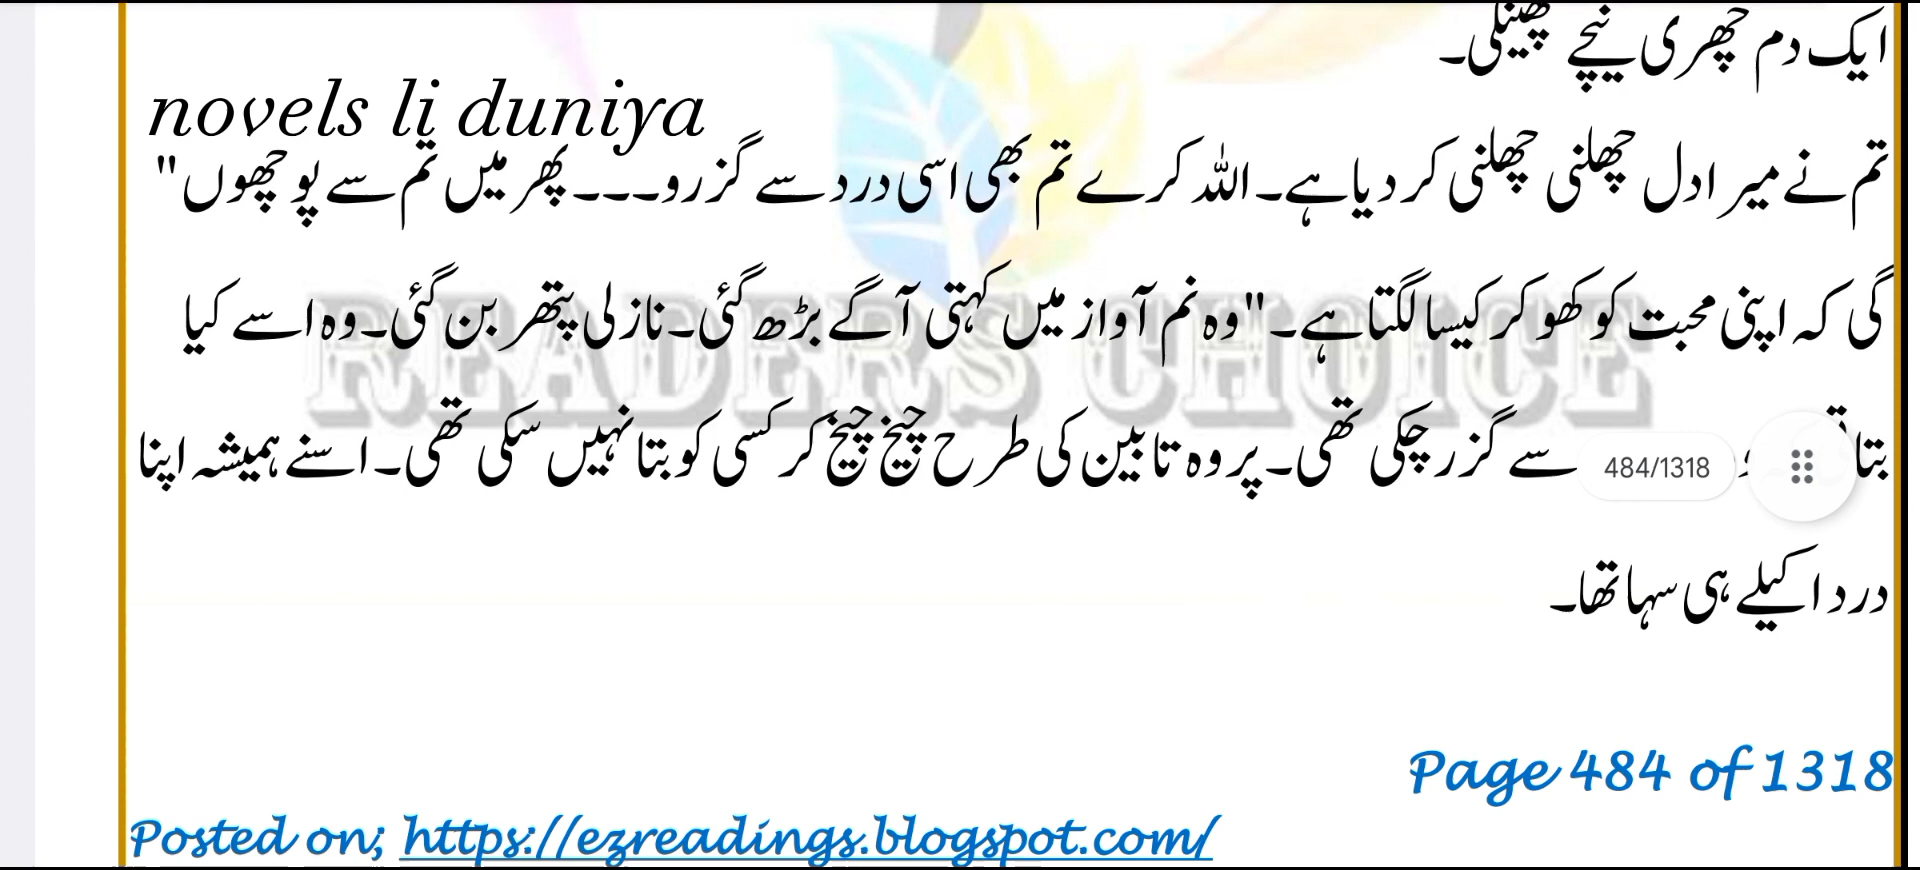 ایک دم چھری نیچے پھینکی۔
novels li duniya
تم نے میرا دل چھلنی چھلنی کر دیا ہے۔ اللہ کرے تم بھی اسی درد سے گزرو۔۔۔ پھر میں تم سے پوچھوں"
گی کہ اپنی محبت کو کھو کر کیسا لگتا ہے۔"وہ نم آواز میں کہتی آگے بڑھ گئی۔ نازلی پتھر بن گئی۔ وہ اسے کیا
READERS CHOICE
سے گزر چکی تھی۔ پر وہ تابین کی طرح چیخ چیخ کر کسی کو بتا نہیں سکی تھی۔ اسنے ہمیشہ اپنا
484/1318
درد اکیلے ہی سہا تھا۔
Page 484 of 1318
Posted on; https://ezreadings.blogspot.com/